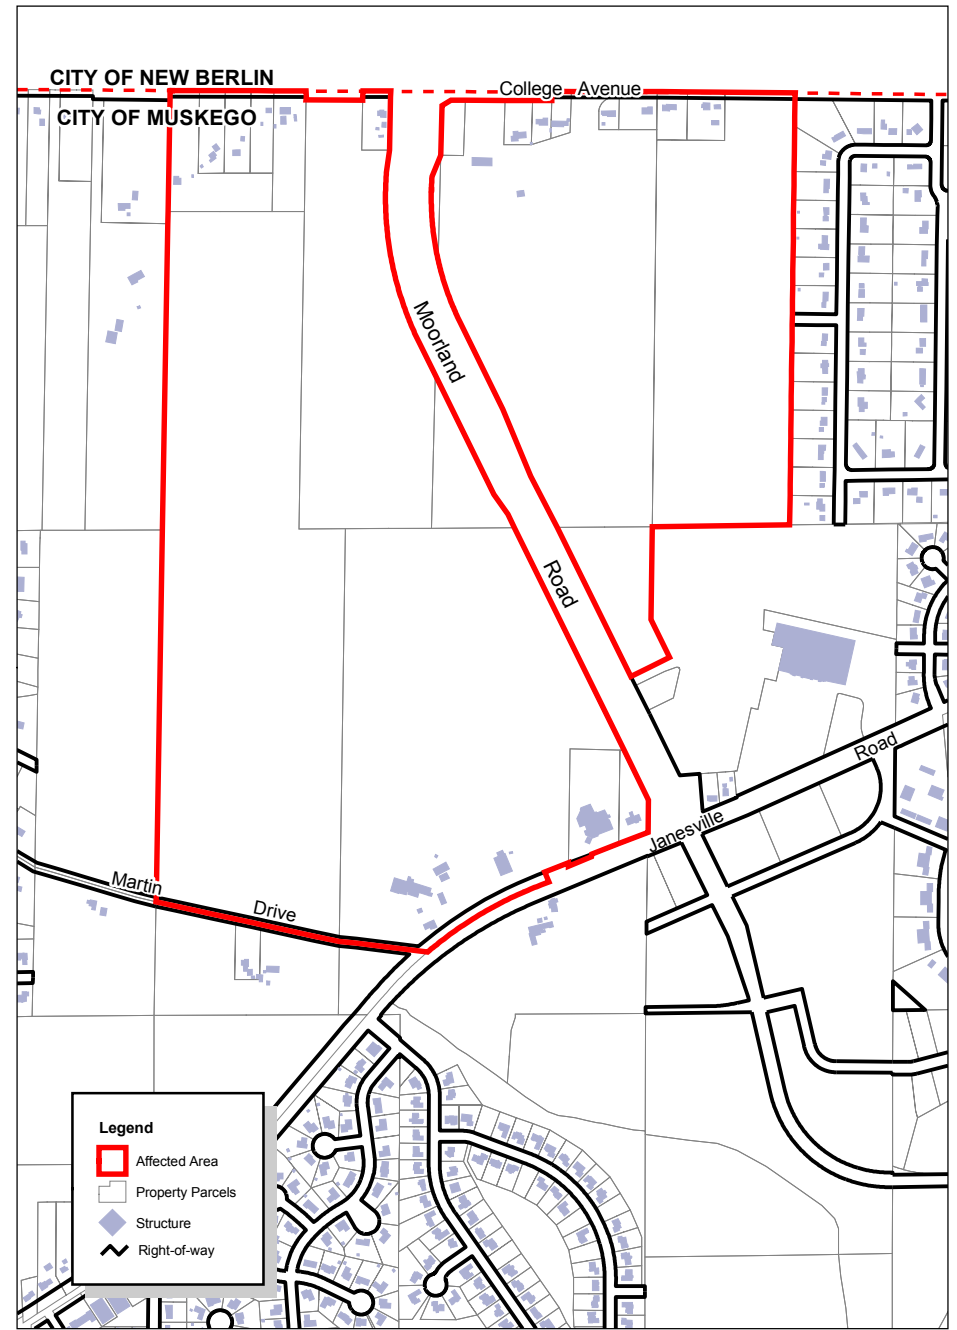 CITY OF NEW BERLIN
College Avenue
CITY OF MUSKEGO
Moorland
Road
Road
Janesville
Martin
Drive
Legend
Affected Area
Property Parcels
Structure
Right-of-way